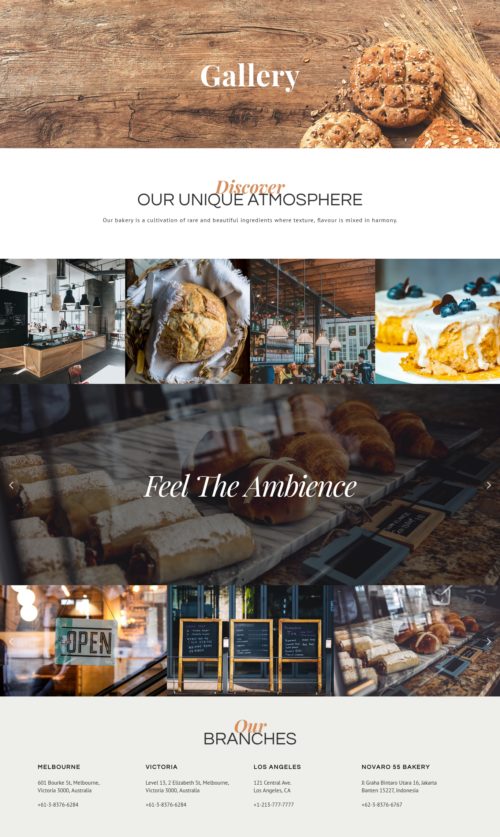 Gallery
Discover
OUR UNIQUE ATMOSPHERE
Our bakery is a cultivation of rare and beautiful ingredients where texture, flavour is mixed in harmony.
Feel The Ambience
OPEN
Our
BRANCHES
MELBOURNE
601 Bourke St, Melbourne,
Victoria 3000, Australia
+61-3-8376-6284
VICTORIA
Level 13, 2 Elizabeth St, Melbourne,
Victoria 3000, Australia
+61-3-8376-6284
LOS ANGELES
121 Central Ave.
Los Angeles, CA
+1-213-777-7777
NOVARO 55 BAKERY
Jl Graha Bintaro Utara 16, Jakarta
Banten 15227, Indonesia
+62-3-8376-6767